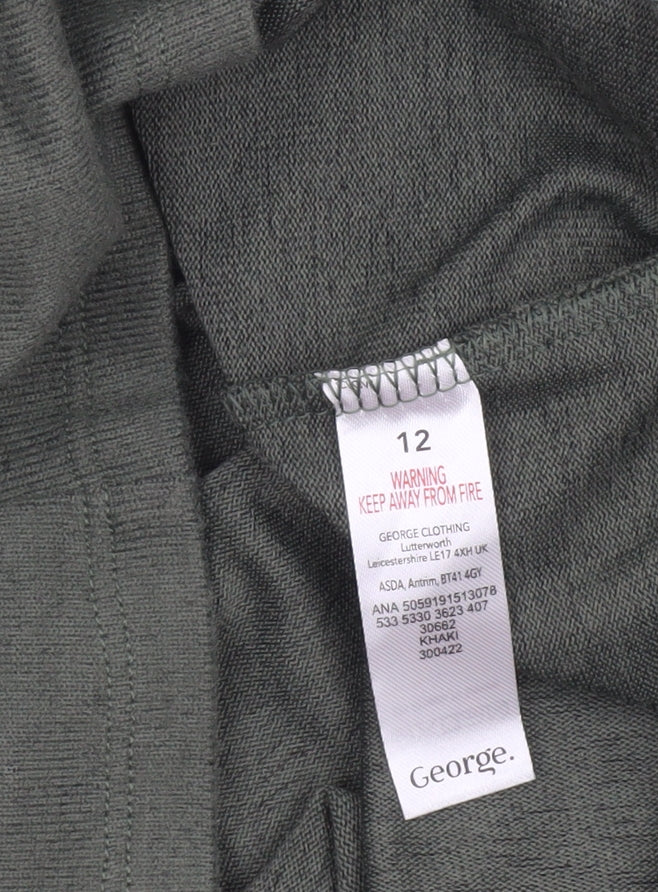 12
WARNING
KEEP AWAY FROM FIRE
GEORGE CLOTHING
Lutterworth
Leicestershire LE17 4XH UK
ASDA, Antrim, BT41 4GY
ANA 5059191513078
533 5330 3623 407
30662
KHAKI
300422
George.